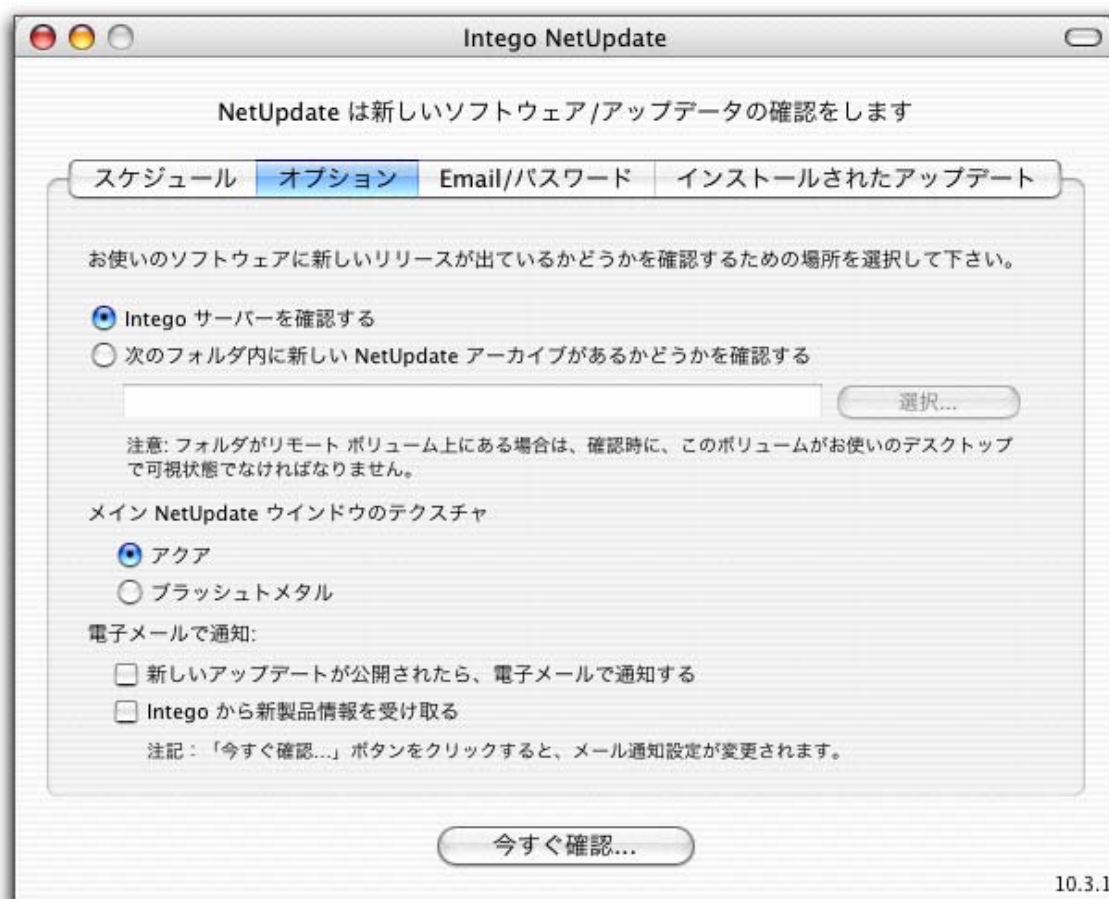 Intego NetUpdate
NetUpdate は新しいソフトウェア/アップデータの確認をします
スケジュール オプション Email/パスワード インストールされたアップデート
お使いのソフトウェアに新しいリリースが出ているかどうかを確認するための場所を選択して下さい。
Intego サーバーを確認する
次のフォルダ内に新しい NetUpdate アーカイブがあるかどうかを確認する
選択...
注意: フォルダがリモート ボリューム上にある場合は、確認時に、このボリュームがお使いのデスクトップ
で可視状態でなければなりません。
メイン NetUpdate ウインドウのテクスチャ
アクア
ブラッシュトメタル
電子メールで通知:
新しいアップデートが公開されたら、電子メールで通知する
Intego から新製品情報を受け取る
注記：「今すぐ確認...」ボタンをクリックすると、メール通知設定が変更されます。
今すぐ確認...
10.3.1